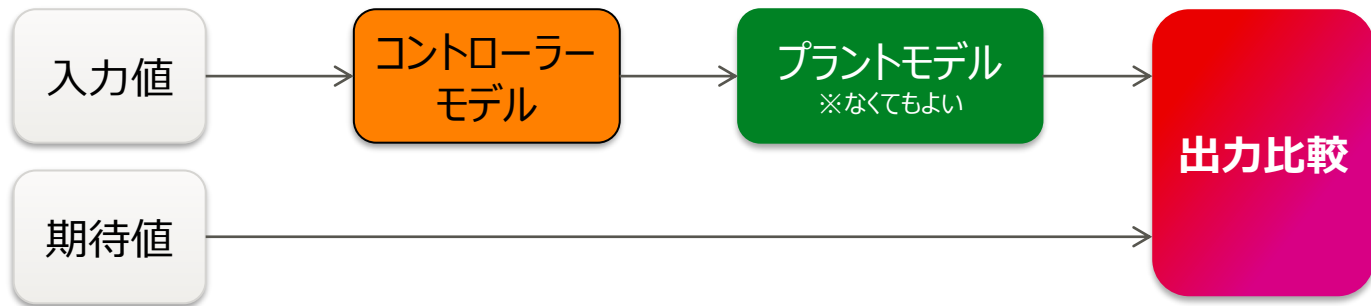 入力値
コントローラー
モデル
プラントモデル
※なくてもよい
出力比較
期待値